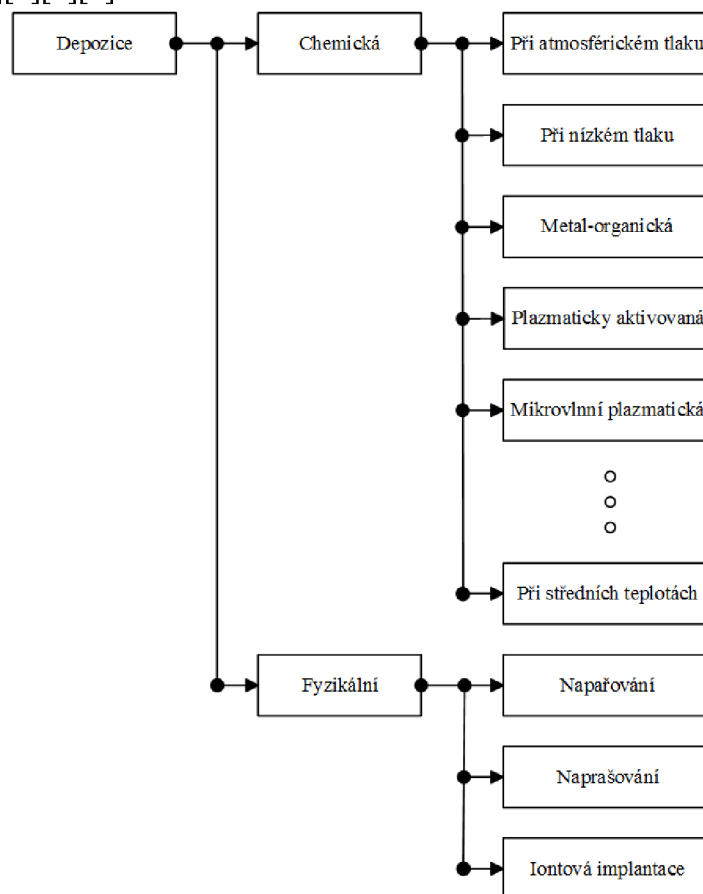 Depozice
Chemická
Při atmosférickém tlaku
Při nízkém tlaku
Metal-organická
Plazmaticky aktivovaná
Mikrovlnní plazmatická
Při středních teplotách
Fyzikální
Napařování
Naprašování
Iontová implantace